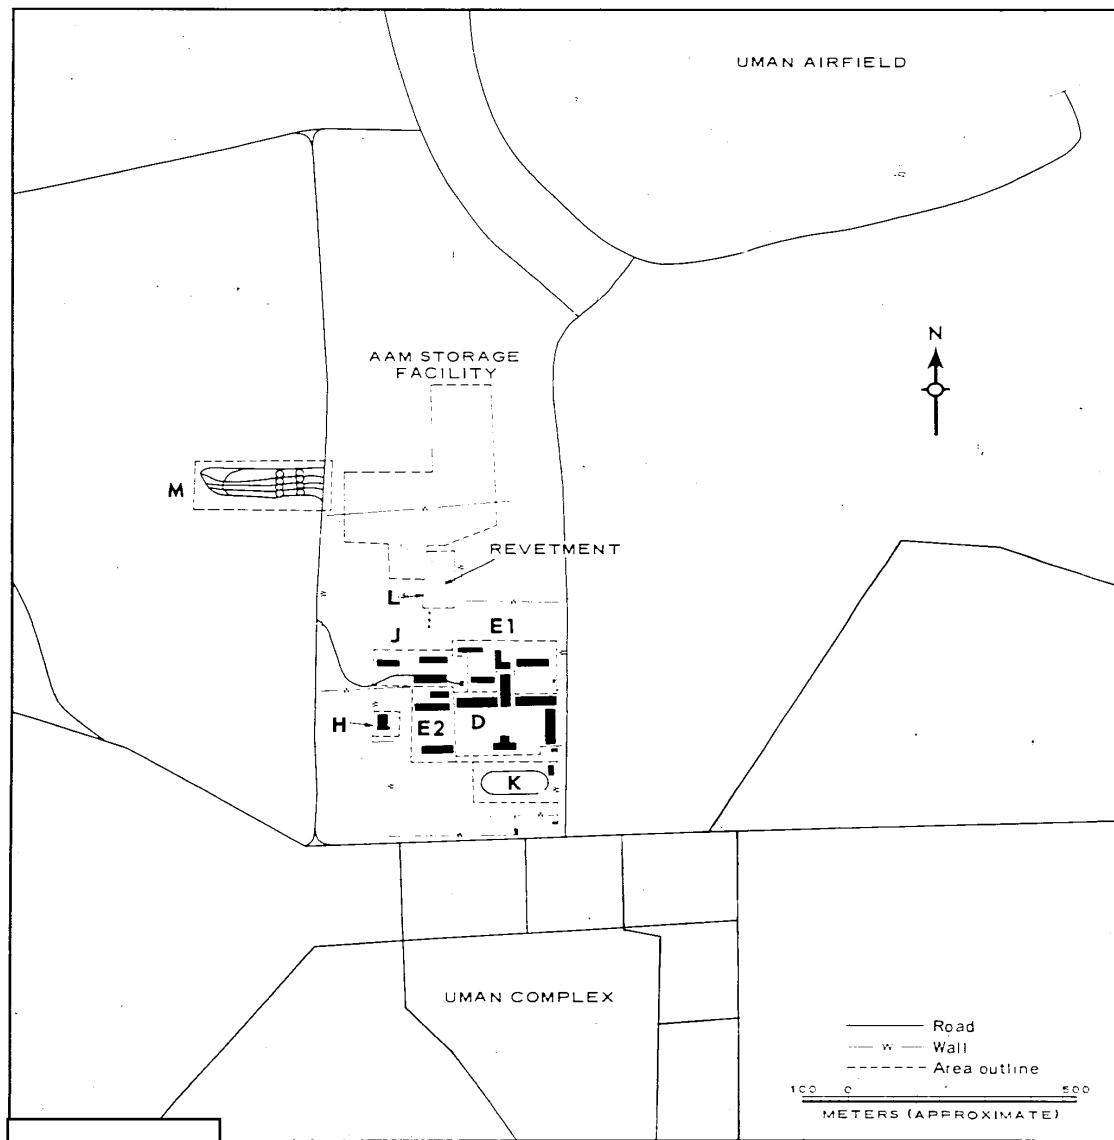 UMAN AIRFIELD
N
AAM STORAGE
FACILITY
M
REVETMENT
L
E1
J
H
E2
D
K
UMAN COMPLEX
Road
W Wall
Area outline
100 0 500
METERS (APPROXIMATE)